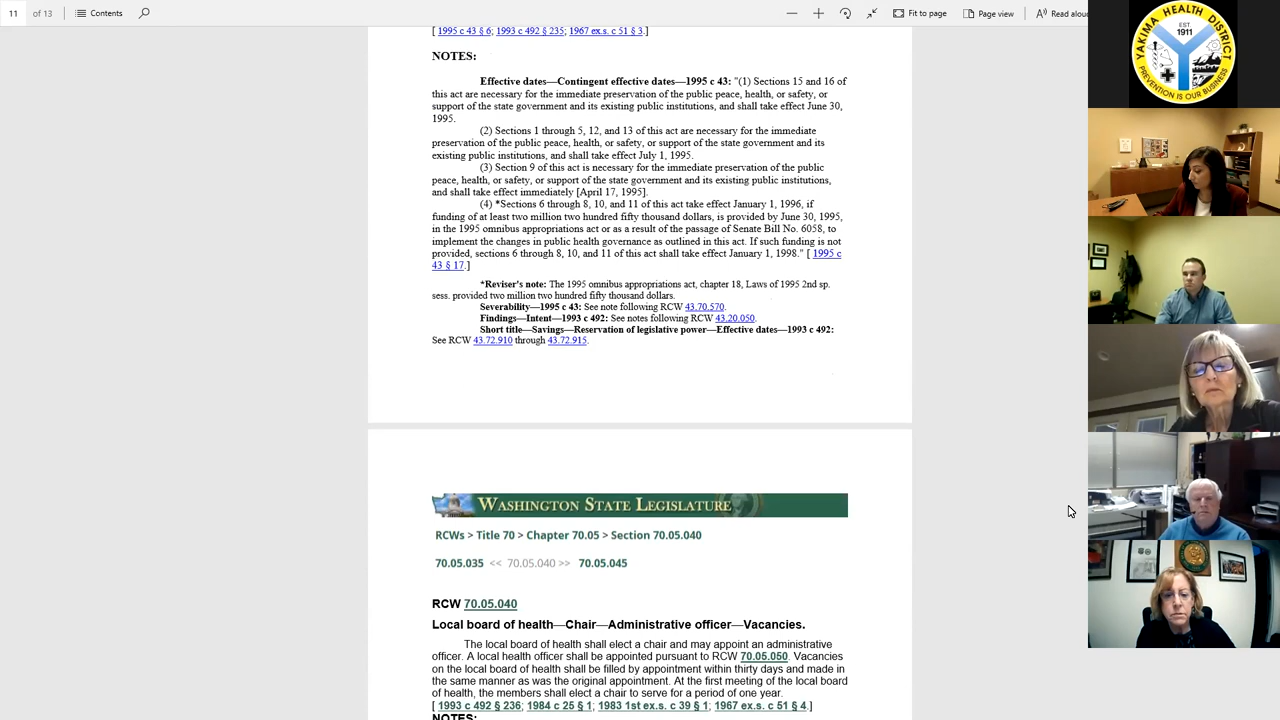 11 of 13
Contents
Fit to page
Page view
Read alou
[ 1995 c 43 § 6; 1993 c 492 § 235; 1967 ex.s. c 51 § 3.]
NOTES:
Effective dates—Contingent effective dates—1995 c 43: "(1) Sections 15 and 16 of
this act are necessary for the immediate preservation of the public peace, health, or safety, or
support of the state government and its existing public institutions, and shall take effect June 30,
1995.
(2) Sections 1 through 5, 12, and 13 of this act are necessary for the immediate
preservation of the public peace, health, or safety, or support of the state government and its
existing public institutions, and shall take effect July 1, 1995.
(3) Section 9 of this act is necessary for the immediate preservation of the public
peace, health, or safety, or support of the state government and its existing public institutions,
and shall take effect immediately [April 17, 1995].
(4) *Sections 6 through 8, 10, and 11 of this act take effect January 1, 1996, if
funding of at least two million two hundred fifty thousand dollars, is provided by June 30, 1995,
in the 1995 omnibus appropriations act or as a result of the passage of Senate Bill No. 6058, to
implement the changes in public health governance as outlined in this act. If such funding is not
provided, sections 6 through 8, 10, and 11 of this act shall take effect January 1, 1998." [ 1995 c
43 § 17.]
*Reviser's note: The 1995 omnibus appropriations act, chapter 18, Laws of 1995 2nd sp.
sess. provided two million two hundred fifty thousand dollars.
Severability—1995 c 43: See note following RCW 43.70.570.
Findings—Intent—1993 c 492: See notes following RCW 43.20.050.
Short title—Savings—Reservation of legislative power—Effective dates—1993 c 492:
See RCW 43.72.910 through 43.72.915.
WASHINGTON STATE LEGISLATURE
RCWs > Title 70 > Chapter 70.05 > Section 70.05.040
70.05.035 << 70.05.040 >> 70.05.045
RCW 70.05.040
Local board of health—Chair—Administrative officer—Vacancies.
The local board of health shall elect a chair and may appoint an administrative
officer. A local health officer shall be appointed pursuant to RCW 70.05.050. Vacancies
on the local board of health shall be filled by appointment within thirty days and made in
the same manner as was the original appointment. At the first meeting of the local board
of health, the members shall elect a chair to serve for a period of one year.
[ 1993 c 492 § 236; 1984 c 25 § 1; 1983 1st ex.s. c 39 § 1; 1967 ex.s. c 51 § 4.]
NOTES:
YAKIMA HEALTH DISTRICT
EST.
1911
PREVENTION IS OUR BUSINESS